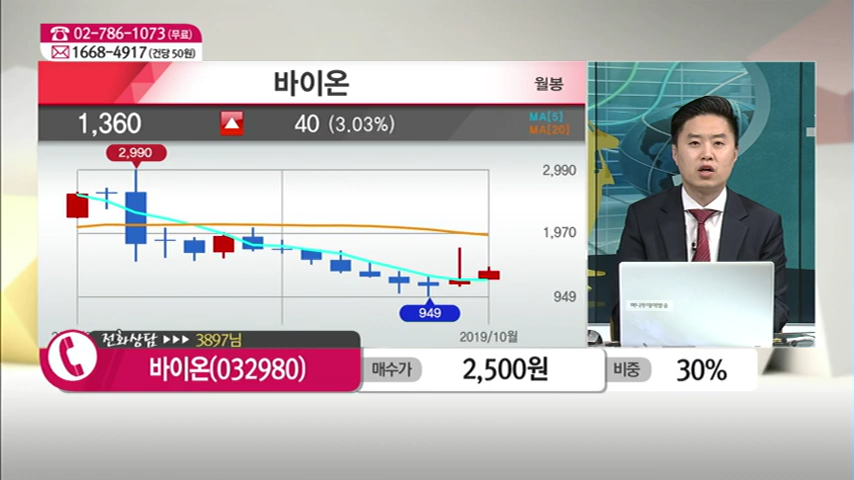 02-786-1073(무료)
1668-4917(건당 50원)
바이온
월봉
1,360
40 (3.03%)
MA[5]
MA[20]
2,990
2,990
1,970
949
949
2019/10월
전화상담 ▶▶▶ 3897님
바이온(032980)
매수가
2,500원
비중
30%